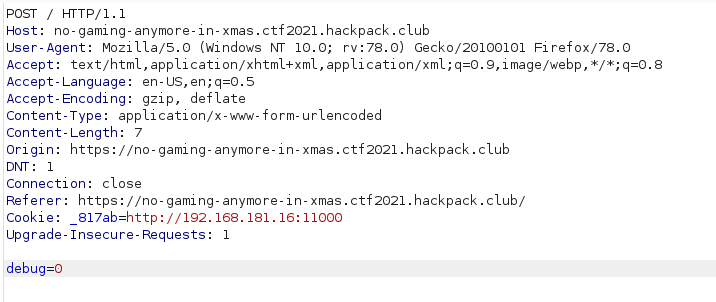 POST / HTTP/1.1
Host: no-gaming-anymore-in-xmas.ctf2021.hackpack.club
User-Agent: Mozilla/5.0 (Windows NT 10.0; rv:78.0) Gecko/20100101 Firefox/78.0
Accept: text/html,application/xhtml+xml,application/xml;q=0.9,image/webp,*/*;q=0.8
Accept-Language: en-US,en;q=0.5
Accept-Encoding: gzip, deflate
Content-Type: application/x-www-form-urlencoded
Content-Length: 7
Origin: https://no-gaming-anymore-in-xmas.ctf2021.hackpack.club
DNT: 1
Connection: close
Referer: https://no-gaming-anymore-in-xmas.ctf2021.hackpack.club/
Cookie: _817ab=http://192.168.181.16:11000
Upgrade-Insecure-Requests: 1
debug=0